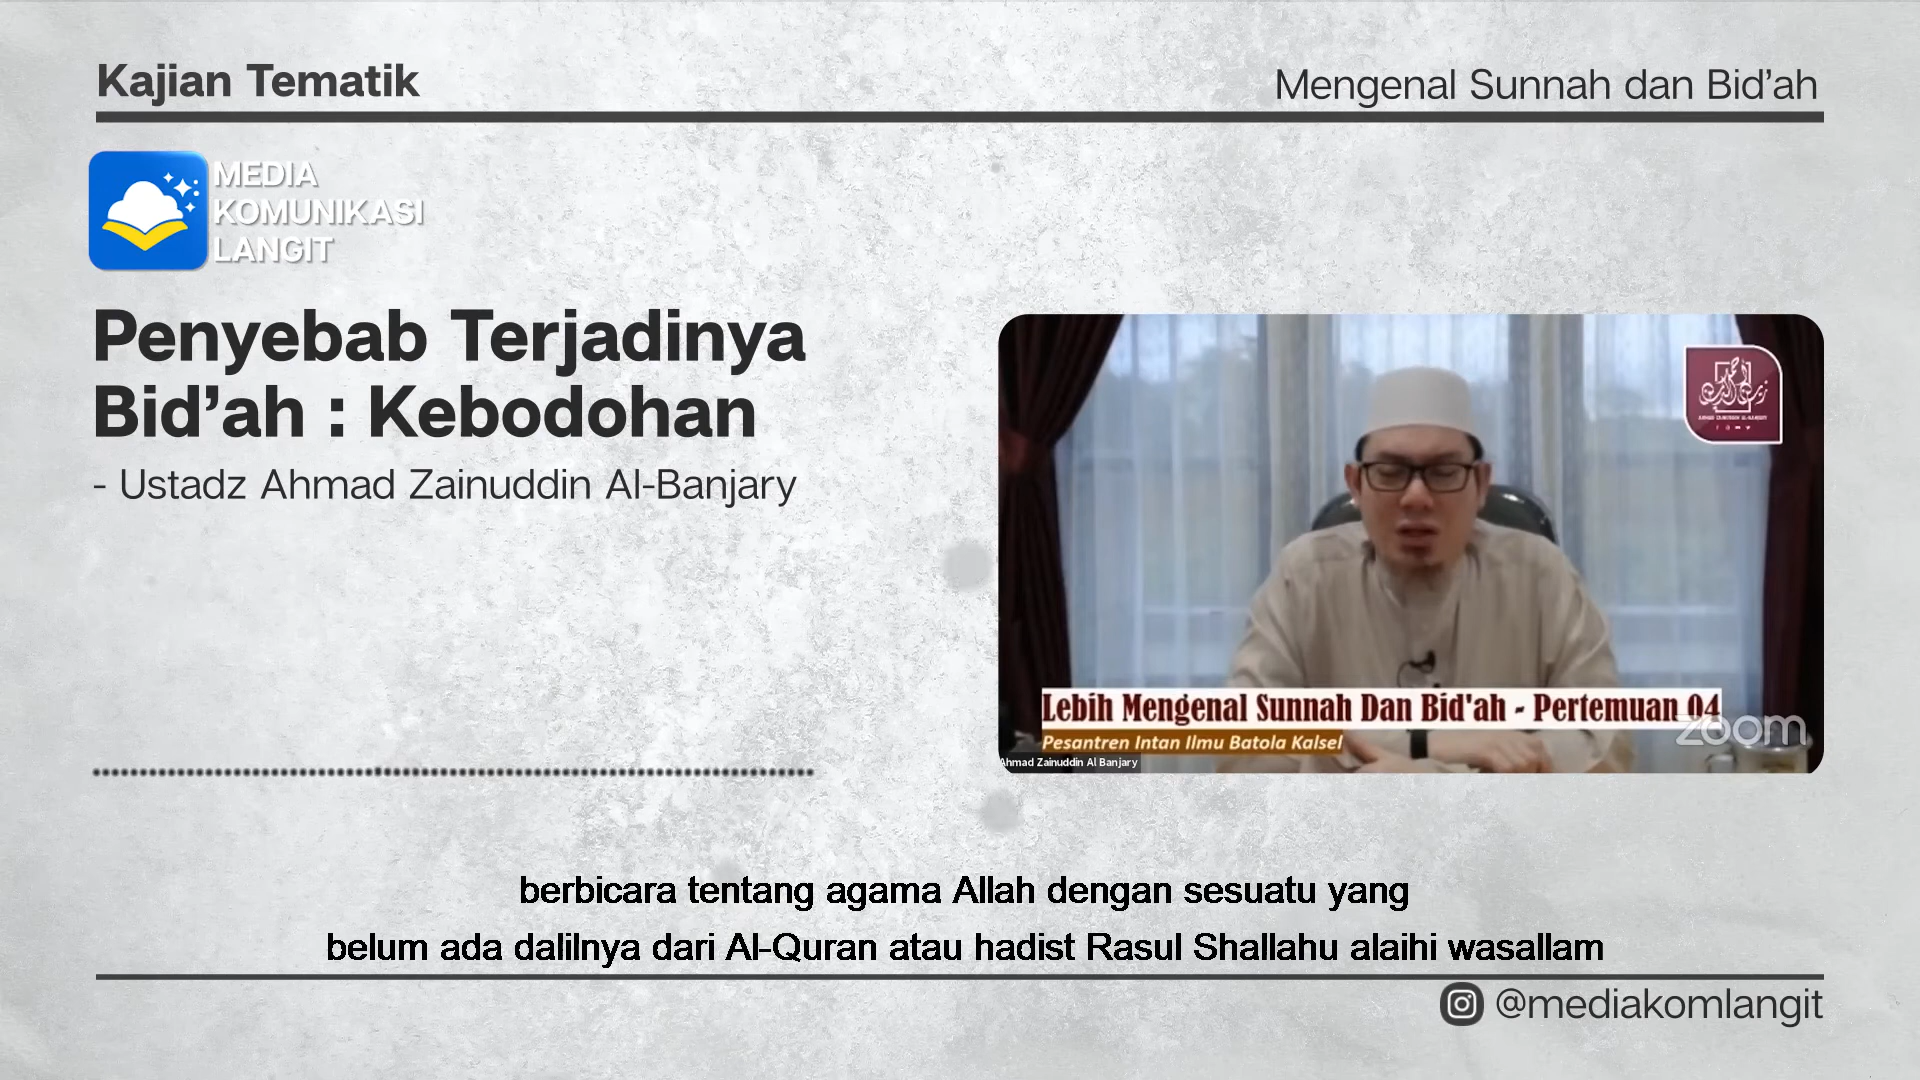 Kajian Tematik
Mengenal Sunnah dan Bid’ah
MEDIA
KOMUNIKASI
LANGIT
Penyebab Terjadinya
Bid’ah : Kebodohan
- Ustadz Ahmad Zainuddin Al-Banjary
Lebih Mengenal Sunnah Dan Bid'ah - Pertemuan 04
zoom
Pesantren Intan Ilmu Batola Kalsel
Ahmad Zainuddin Al Banjary
berbicara tentang agama Allah dengan sesuatu yang
belum ada dalilnya dari Al-Quran atau hadist Rasul Shallahu alaihi wasallam
@mediakomlangit